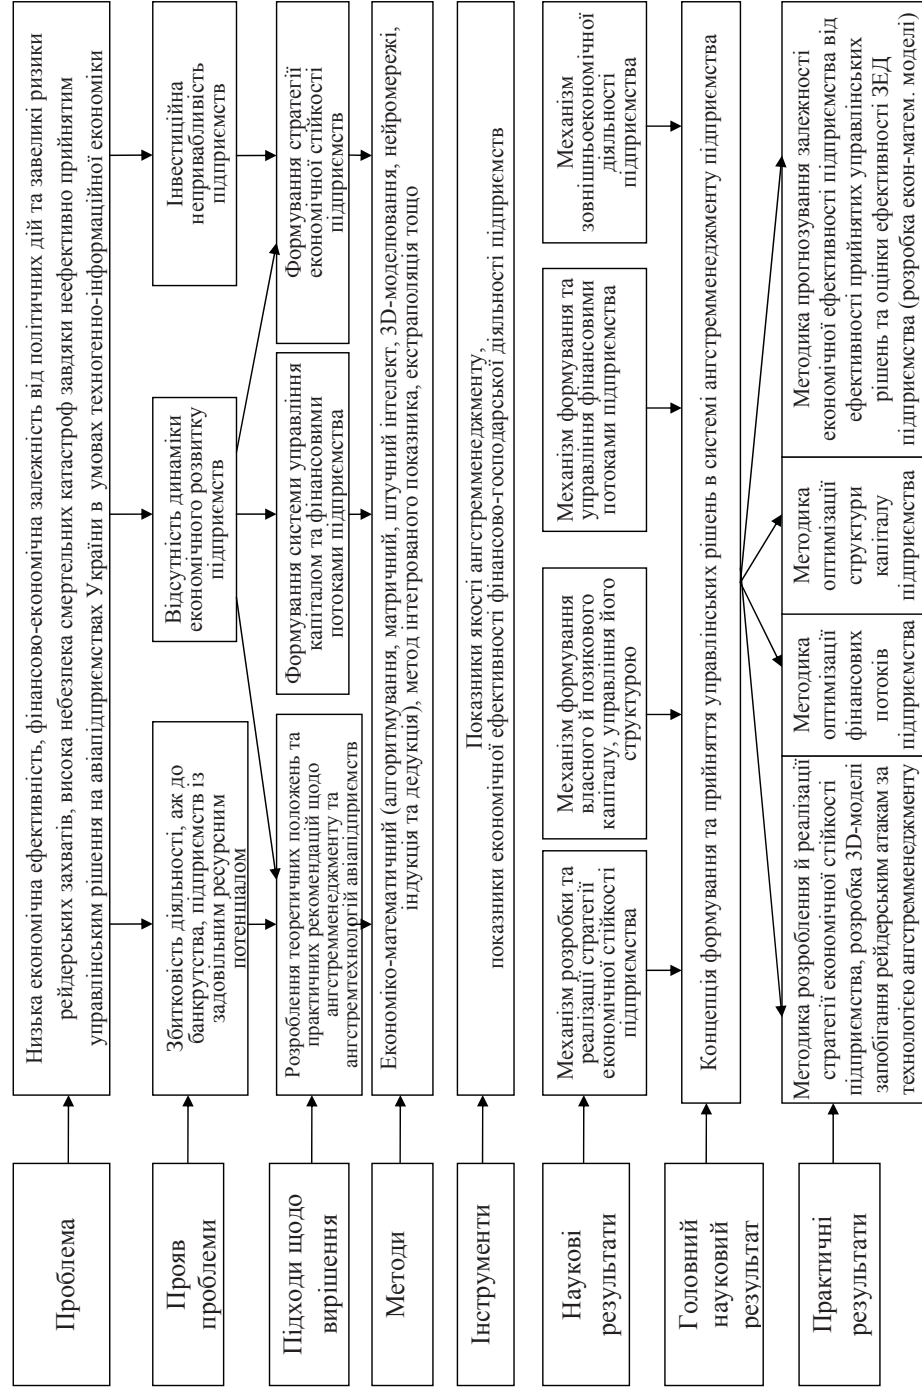 Проблема
Низька економічна ефективність, фінансово-економічна залежність від політичних дій та завеликі ризики
рейдерських захватів, висока небезпека смертельних катастроф завдяки неефективно прийнятим
управлінським рішення на авіапідприємствах України в умовах техногенно-інформаційної економіки
Прояв
проблеми
Збитковість діяльності, аж до
банкрутства, підприємств із
задовільним ресурсним
потеншалом
Відсутність динаміки
економічного розвитку
підприємств
Інвестиційна
непривабливість
підприємств
Підходи щодо
вирішення
Розроблення теоретичних положень та
практичних рекомендацій щодо
ангстремменеджменту та
ангстремтехнологій авіапідприємств
Формування системи управління
капіталом та фінансовими
потоками підприємства
Формування стратегії
економічної стійкості
підприємств
Методи
Економіко-математичний (алгоритмування, матричний, штучний інтелект, 3D-моделювання, нейромережі,
індукція та дедукція), метод інтегрованого показника, екстраполяція тощо
Інструменти
Показники якості ангстремменеджменту,
показники економічної ефективності фінансово-господарської діяльності підприємств
Наукові
результати
Механізм розробки та
реалізації стратегії
економічної стійкості
підприємства
Механізм формування
власного й позикового
капіталу, управління його
структурою
Механізм формування та
управління фінансовими
потоками підприємства
Механізм
зовнішньоекономічної
діяльності
підприємства
Головний
науковий
результат
Концепція формування та прийняття управлінських рішень в системі ангстремменеджменту підприємства
Практичні
результати
Методика розроблення й реалізації
стратегії економічної стійкості
підприємства, розробка 3D-моделі
запобігання рейдерським атакам за
технологією ангстремменеджменту
Методика
оптимізації
фінансових
потоків
підприємства
Методика
оптимізації
структури
капіталу
підприємства
Методика прогнозування залежності
економічної ефективності підприємства від
ефективності прийнятих управлінських
рішень та оцінки ефективності ЗЕД
підприємства (розробка екон-матем. моделі)